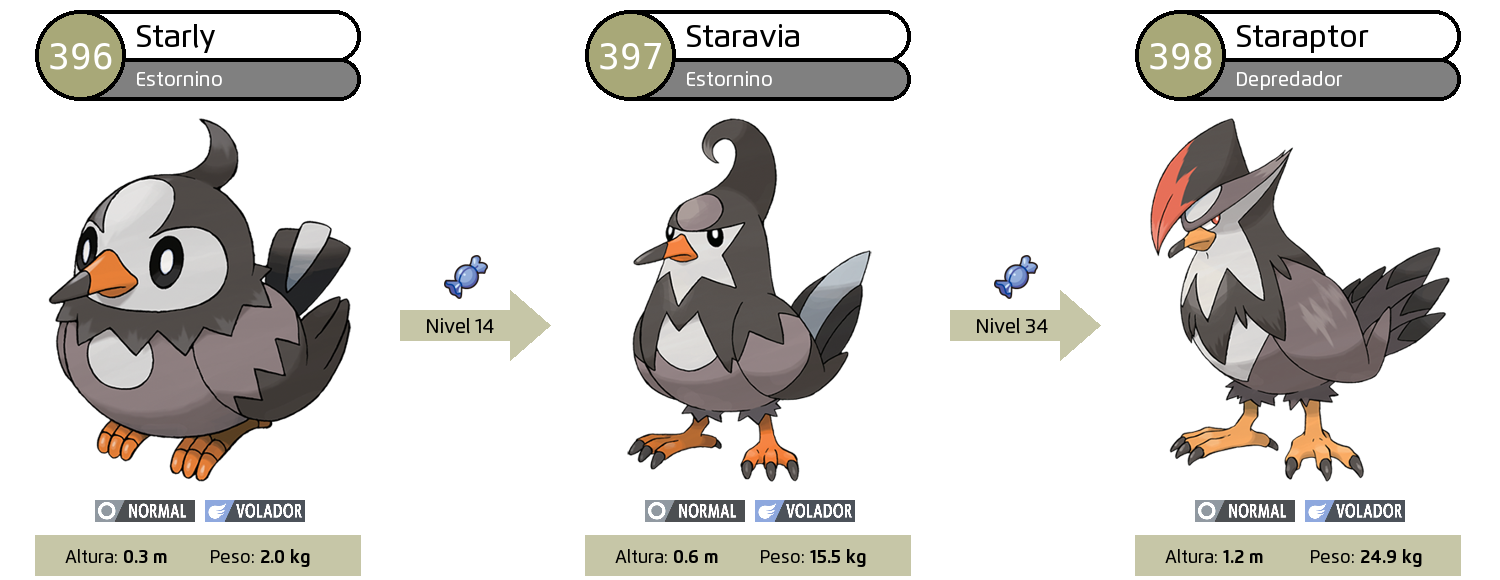 396
Starly
Estornino
Nivel 14
NORMAL VOLADOR
Altura: 0.3 m Peso: 2.0 kg
397
Staravia
Estornino
Nivel 34
NORMAL VOLADOR
Altura: 0.6 m Peso: 15.5 kg
398
Staraptor
Depredador
NORMAL VOLADOR
Altura: 1.2 m Peso: 24.9 kg